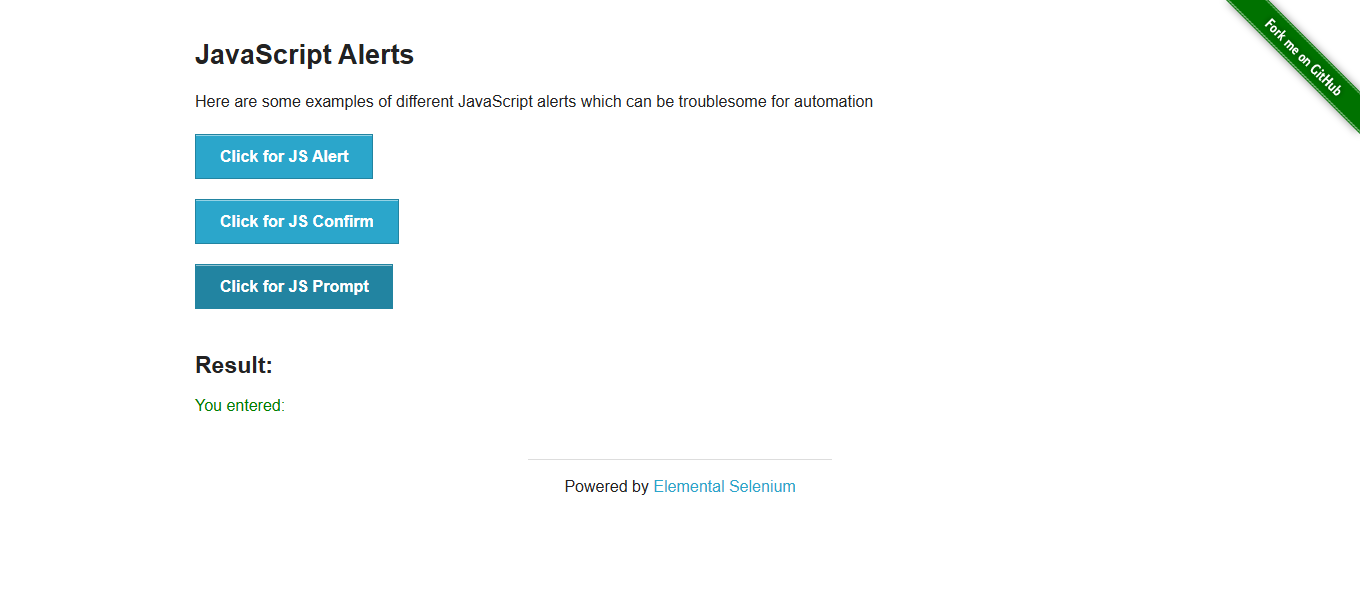 Fork me on GitHub
JavaScript Alerts
Here are some examples of different JavaScript alerts which can be troublesome for automation
Click for JS Alert
Click for JS Confirm
Click for JS Prompt
Result:
You entered:
Powered by Elemental Selenium